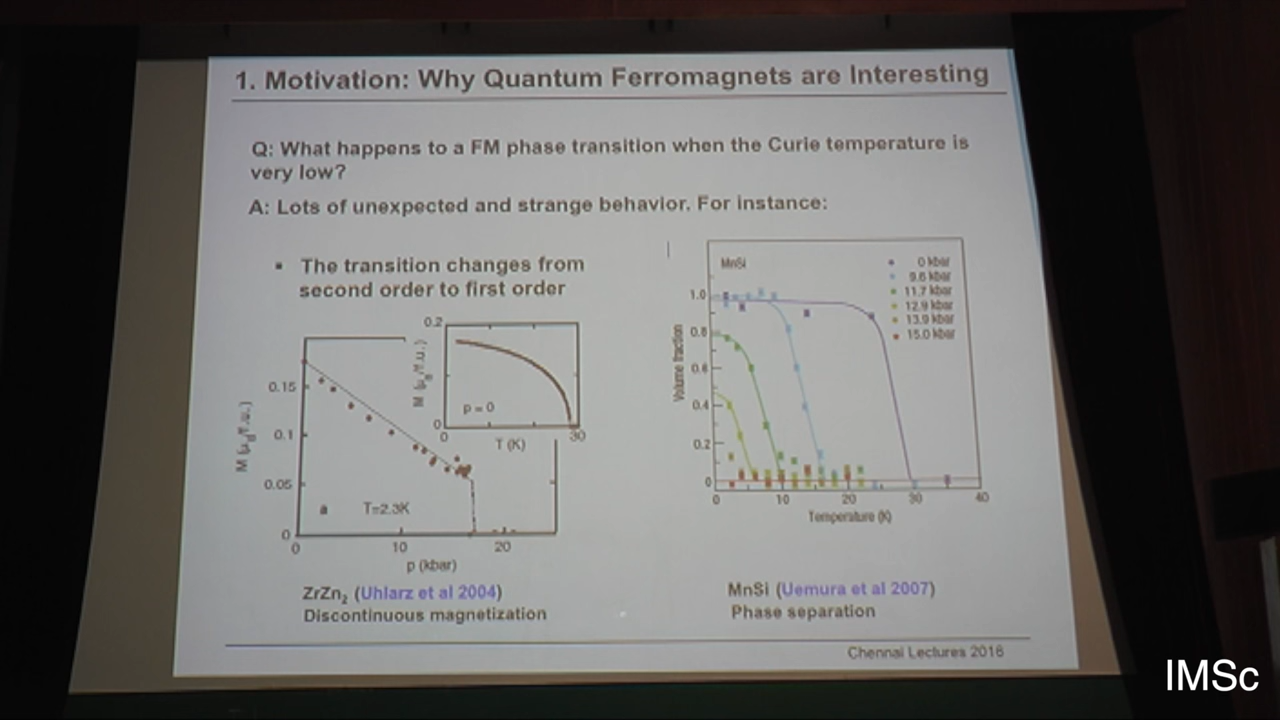 1. Motivation: Why Quantum Ferromagnets are Interesting
Q: What happens to a FM phase transition when the Curie temperature is
very low?
A: Lots of unexpected and strange behavior. For instance:
▪ The transition changes from
second order to first order
0.2
M (μB/f.u.)
p = 0
0
0
30
T (K)
0.15
0.1
0.05
0
M (μB/f.u.)
a
T=2.3K
0
10
20
p (kbar)
ZrZn2 (Uhlarz et al 2004)
Discontinuous magnetization
MnSi
0 kbar
9.6 kbar
11.7 kbar
12.9 kbar
13.9 kbar
15.0 kbar
1.0
0.8
0.6
0.4
0.2
0
Volume fraction
0
10
20
30
40
Temperature (K)
MnSi (Uemura et al 2007)
Phase separation
Chennai Lectures 2016
IMSc